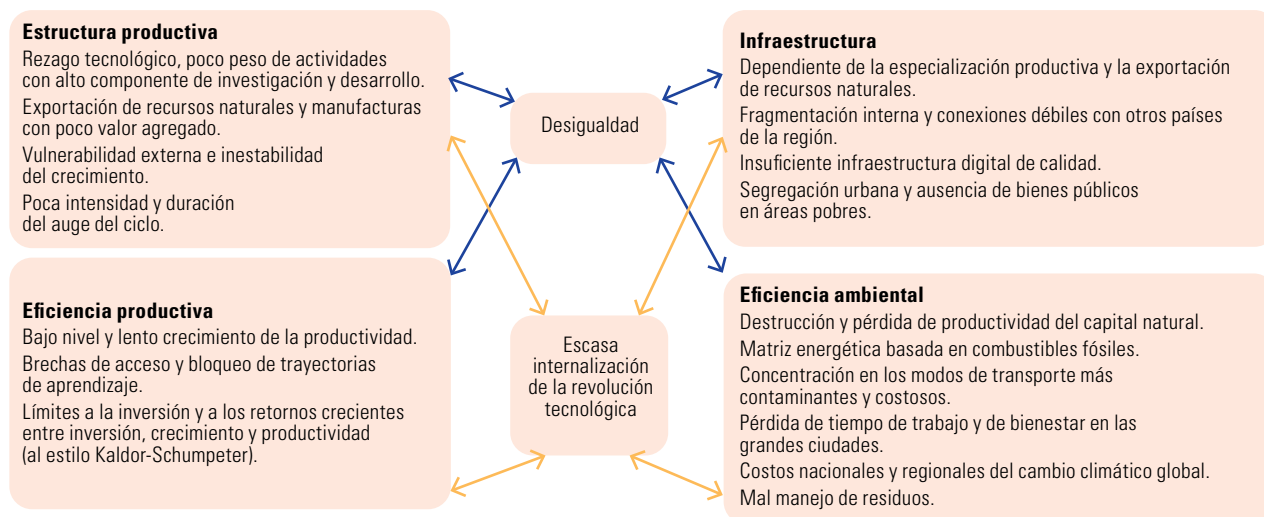 Estructura productiva
Rezago tecnológico, poco peso de actividades
con alto componente de investigación y desarrollo.
Exportación de recursos naturales y manufacturas
con poco valor agregado.
Vulnerabilidad externa e inestabilidad
del crecimiento.
Poca intensidad y duración
del auge del ciclo.
Eficiencia productiva
Bajo nivel y lento crecimiento de la productividad.
Brechas de acceso y bloqueo de trayectorias
de aprendizaje.
Límites a la inversión y a los retornos crecientes
entre inversión, crecimiento y productividad
(al estilo Kaldor-Schumpeter).
Desigualdad
Escasa
internalización
de la revolución
tecnológica
Infraestructura
Dependiente de la especialización productiva y la exportación
de recursos naturales.
Fragmentación interna y conexiones débiles con otros países
de la región.
Insuficiente infraestructura digital de calidad.
Segregación urbana y ausencia de bienes públicos
en áreas pobres.
Eficiencia ambiental
Destrucción y pérdida de productividad del capital natural.
Matriz energética basada en combustibles fósiles.
Concentración en los modos de transporte más
contaminantes y costosos.
Pérdida de tiempo de trabajo y de bienestar en las
grandes ciudades.
Costos nacionales y regionales del cambio climático global.
Mal manejo de residuos.